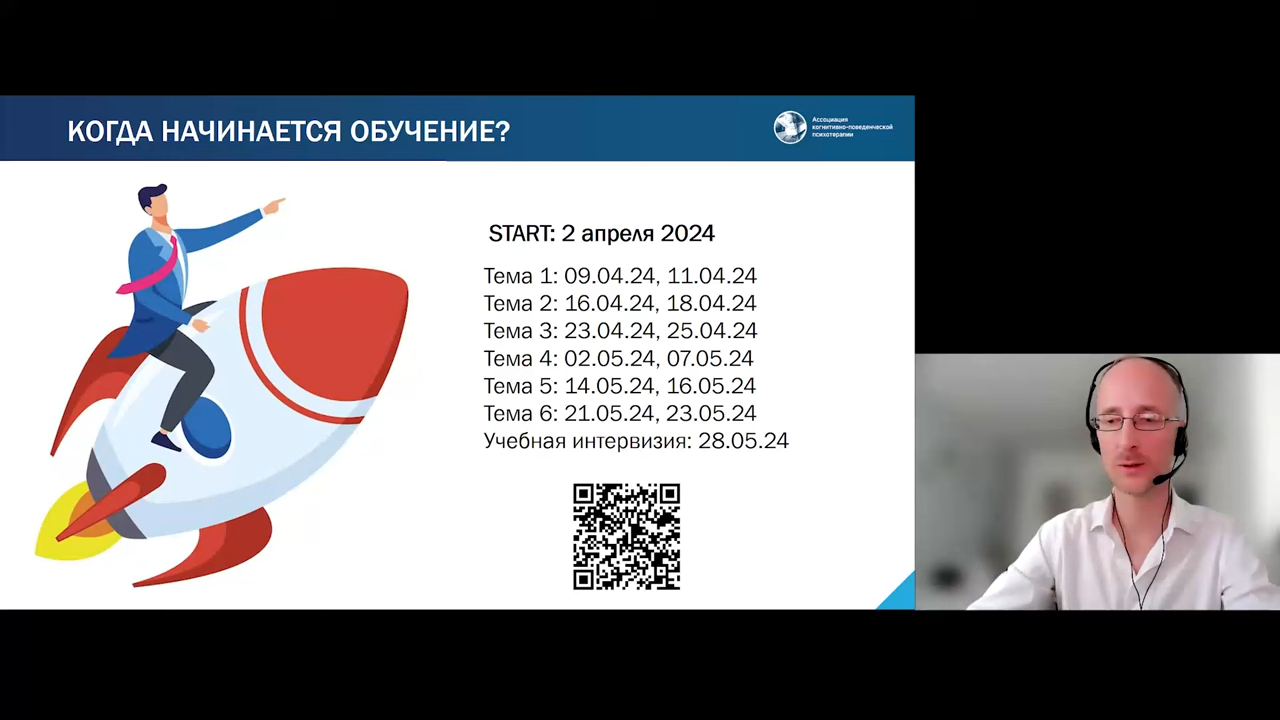 КОГДА НАЧИНАЕТСЯ ОБУЧЕНИЕ?
Ассоциация
когнитивно-поведенческой
психотерапии
START: 2 апреля 2024
Тема 1: 09.04.24, 11.04.24
Тема 2: 16.04.24, 18.04.24
Тема 3: 23.04.24, 25.04.24
Тема 4: 02.05.24, 07.05.24
Тема 5: 14.05.24, 16.05.24
Тема 6: 21.05.24, 23.05.24
Учебная интервизия: 28.05.24